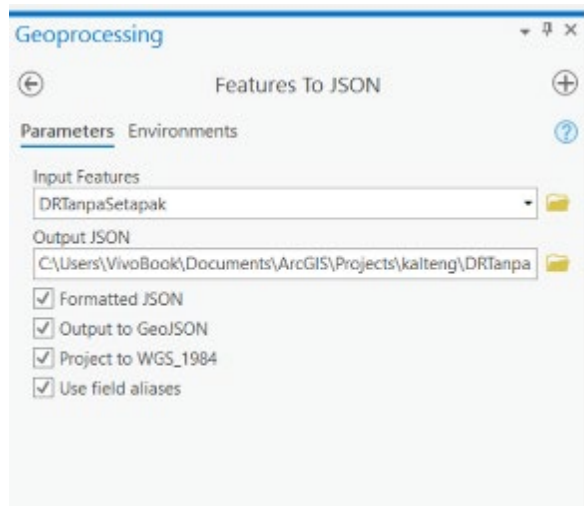 Geoprocessing
Features To JSON
Parameters Environments
Input Features
DRTanpaSetapak
Output JSON
C:\Users\VivoBook\Documents\ArcGIS\Projects\kalteng\DRTanpa
Formatted JSON
Output to GeoJSON
Project to WGS_1984
Use field aliases